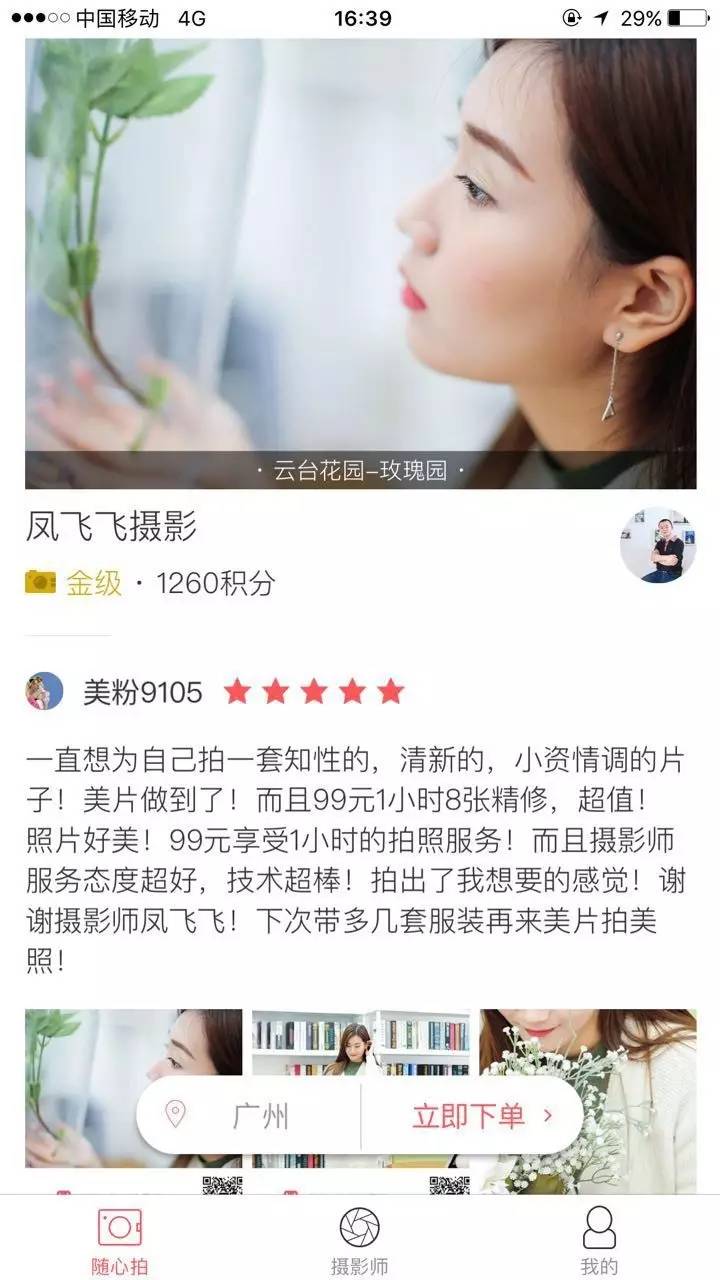 中国移动 4G 16:39 29%
· 云台花园-玫瑰园 ·
凤飞飞摄影
金级 · 1260积分
美粉9105
一直想为自己拍一套知性的，清新的，小资情调的片
子！美片做到了！而且99元1小时8张精修，超值！
照片好美！99元享受1小时的拍照服务！而且摄影师
服务态度超好，技术超棒！拍出了我想要的感觉！谢
谢摄影师凤飞飞！下次带多几套服装再来美片拍美
照！
广州 立即下单
随心拍 摄影师 我的